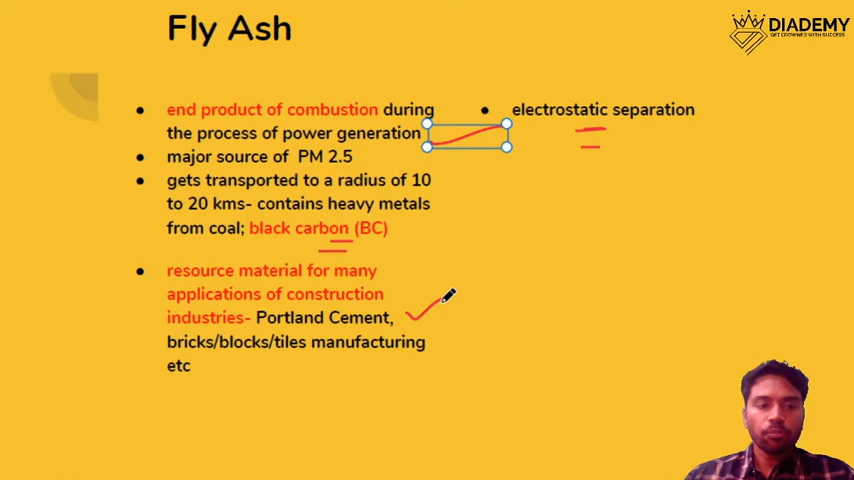 Fly Ash
DIADEMY
GET CROWNED WITH SUCCESS
end product of combustion during
the process of power generation
major source of PM 2.5
gets transported to a radius of 10
to 20 kms- contains heavy metals
from coal; black carbon (BC)
resource material for many
applications of construction
industries- Portland Cement,
bricks/blocks/tiles manufacturing
etc
electrostatic separation